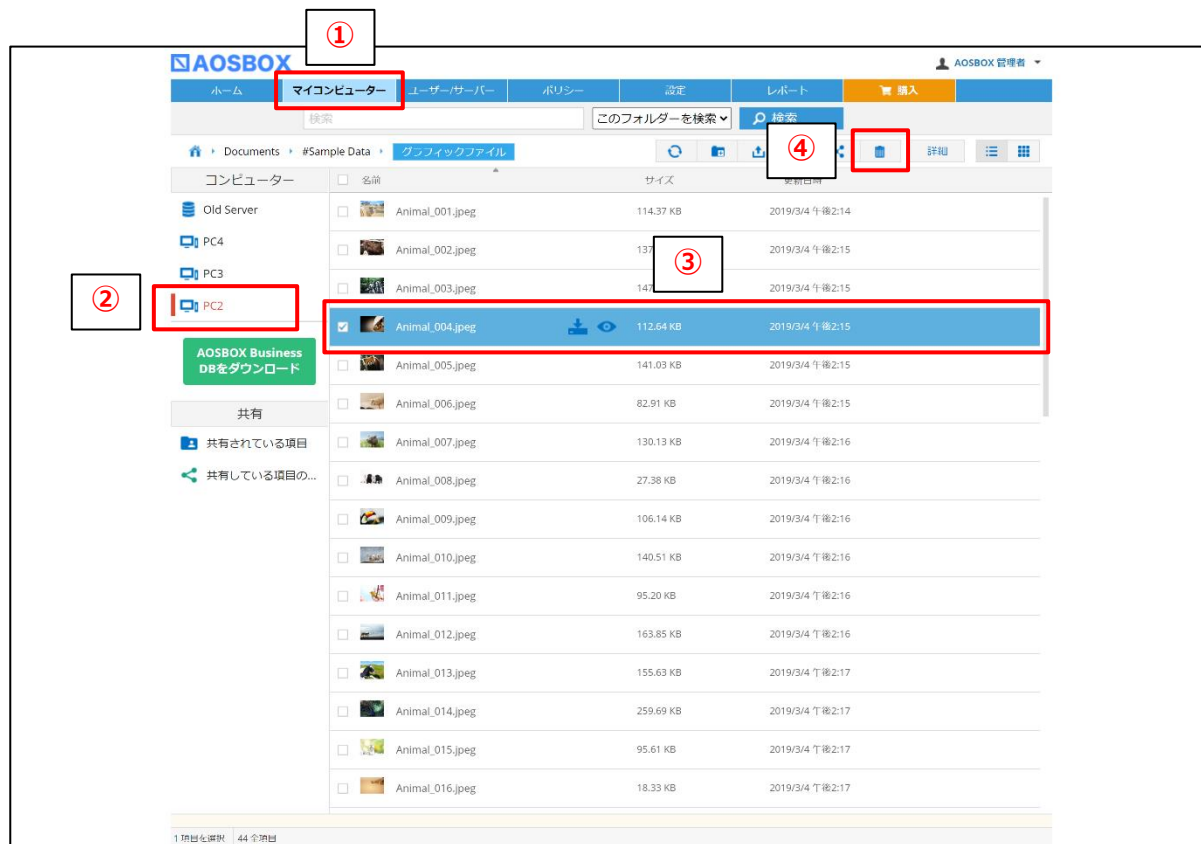 ①
AOSBOX
AOSBOX 管理者
ホーム マイコンピューター ユーザー/サーバー ポリシー 設定 レポート 購入
検索 このフォルダーを検索 検索
④
Documents #Sample Data グラフィックファイル 詳細
コンピューター 名前 サイズ 更新日時
Old Server
PC4
PC3
②
PC2
AOSBOX Business
DBをダウンロード
共有
共有されている項目
共有している項目の...
Animal_001.jpeg 114.37 KB 2019/3/4 午後2:14
Animal_002.jpeg 137 2019/3/4 午後2:15
③
Animal_003.jpeg 147 2019/3/4 午後2:15
Animal_004.jpeg 112.64 KB 2019/3/4 午後2:15
Animal_005.jpeg 141.03 KB 2019/3/4 午後2:15
Animal_006.jpeg 82.91 KB 2019/3/4 午後2:15
Animal_007.jpeg 130.13 KB 2019/3/4 午後2:16
Animal_008.jpeg 27.38 KB 2019/3/4 午後2:16
Animal_009.jpeg 106.14 KB 2019/3/4 午後2:16
Animal_010.jpeg 140.51 KB 2019/3/4 午後2:16
Animal_011.jpeg 95.20 KB 2019/3/4 午後2:16
Animal_012.jpeg 163.85 KB 2019/3/4 午後2:16
Animal_013.jpeg 155.63 KB 2019/3/4 午後2:17
Animal_014.jpeg 259.69 KB 2019/3/4 午後2:17
Animal_015.jpeg 95.61 KB 2019/3/4 午後2:17
Animal_016.jpeg 18.33 KB 2019/3/4 午後2:17
1 項目を選択 44 全項目